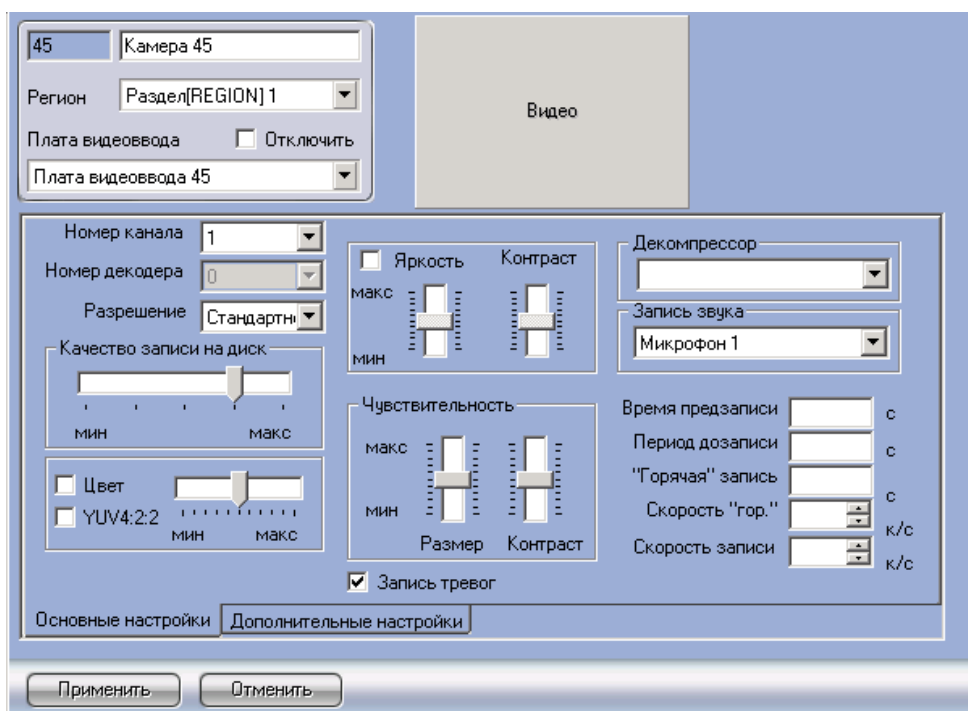 45 Камера 45
Регион Раздел[REGION] 1
Плата видеоввода Отключить
Плата видеоввода 45
Видео
Номер канала 1
Номер декодера 0
Разрешение Стандартн
Качество записи на диск
мин макс
Цвет
YUV4:2:2
мин макс
Яркость Контраст
макс
мин
Чувствительность
макс
мин
Размер Контраст
Запись тревог
Декомпрессор
Запись звука
Микрофон 1
Время предзаписи с
Период дозаписи с
"Горячая" запись с
Скорость "гор." к/с
Скорость записи к/с
Основные настройки Дополнительные настройки
Применить Отменить